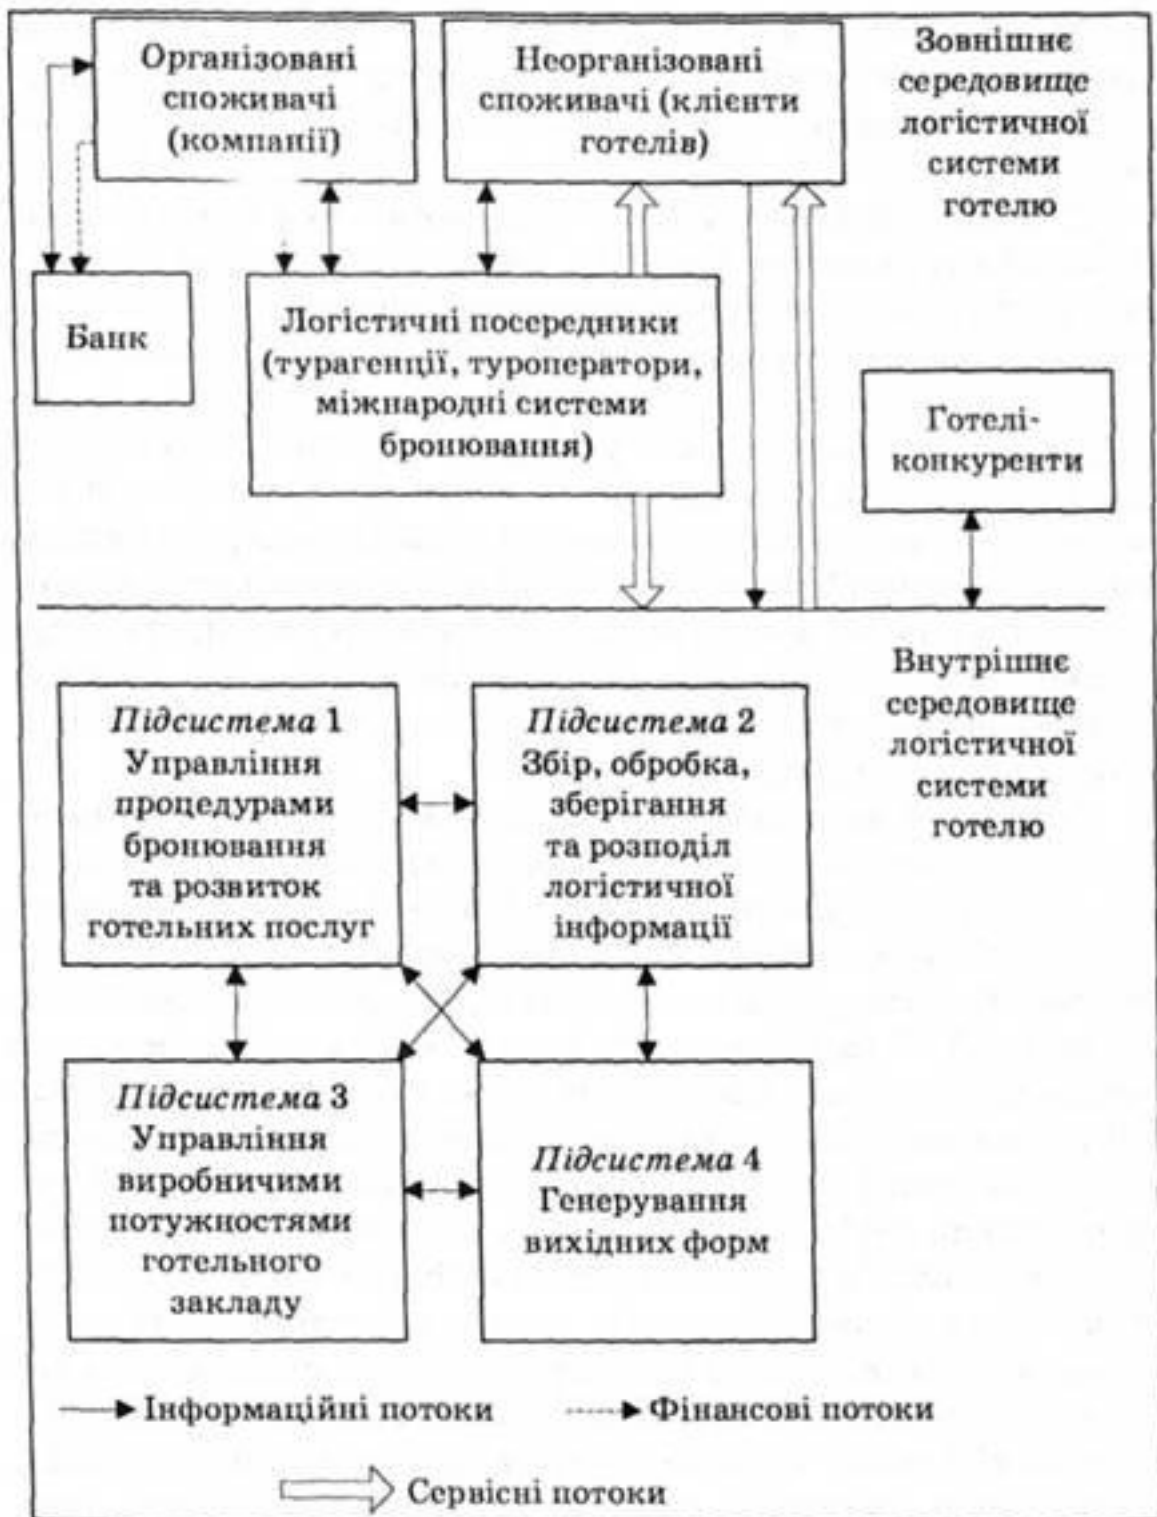 Організовані
споживачі
(компанії)
Неорганізовані
споживачі (клієнти
готелів)
Зовнішнє
середовище
логістичної
системи
готелю
Банк
Логістичні посередники
(турагенції, туроператори,
міжнародні системи
бронювання)
Готелі-
конкуренти
Внутрішнє
середовище
логістичної
системи
готелю
Підсистема 1
Управління
процедурами
бронювання
та розвиток
готельних послуг
Підсистема 2
Збір, обробка,
зберігання
та розподіл
логістичної
інформації
Підсистема 3
Управління
виробничими
потужностями
готельного
закладу
Підсистема 4
Генерування
вихідних форм
Інформаційні потоки
Фінансові потоки
Сервісні потоки